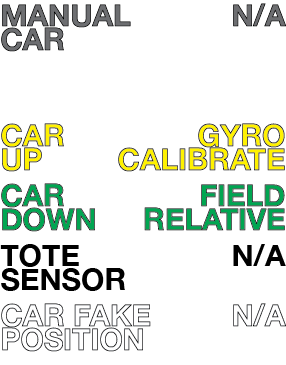 MANUAL N/A
CAR
CAR GYRO
UP CALIBRATE
CAR FIELD
DOWN RELATIVE
TOTE N/A
SENSOR
CAR FAKE N/A
POSITION